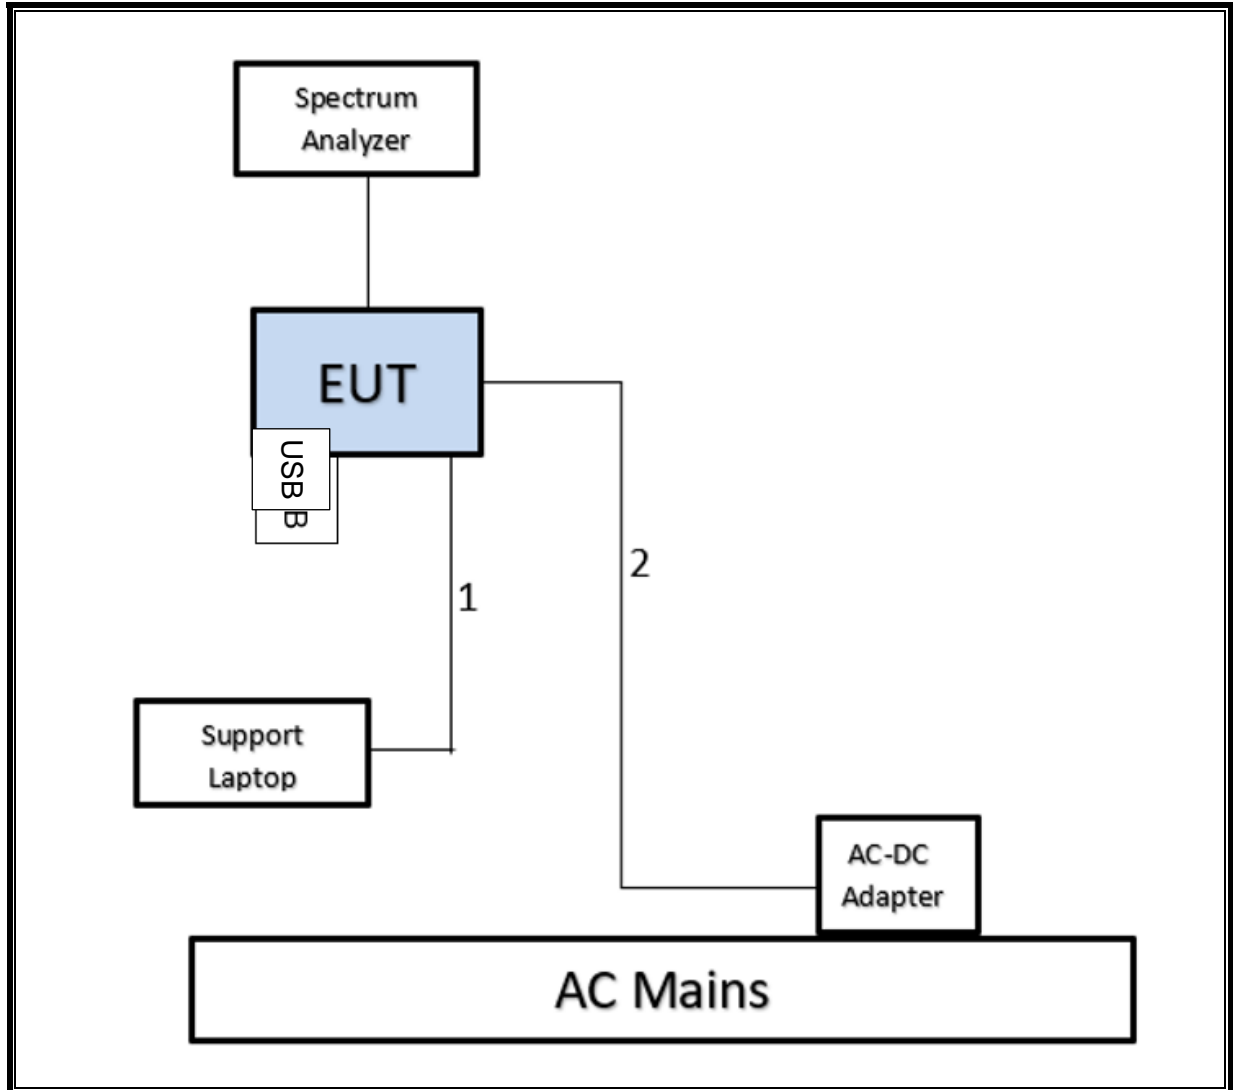 Spectrum
Analyzer
EUT
USB
B
1
2
Support
Laptop
AC-DC
Adapter
AC Mains